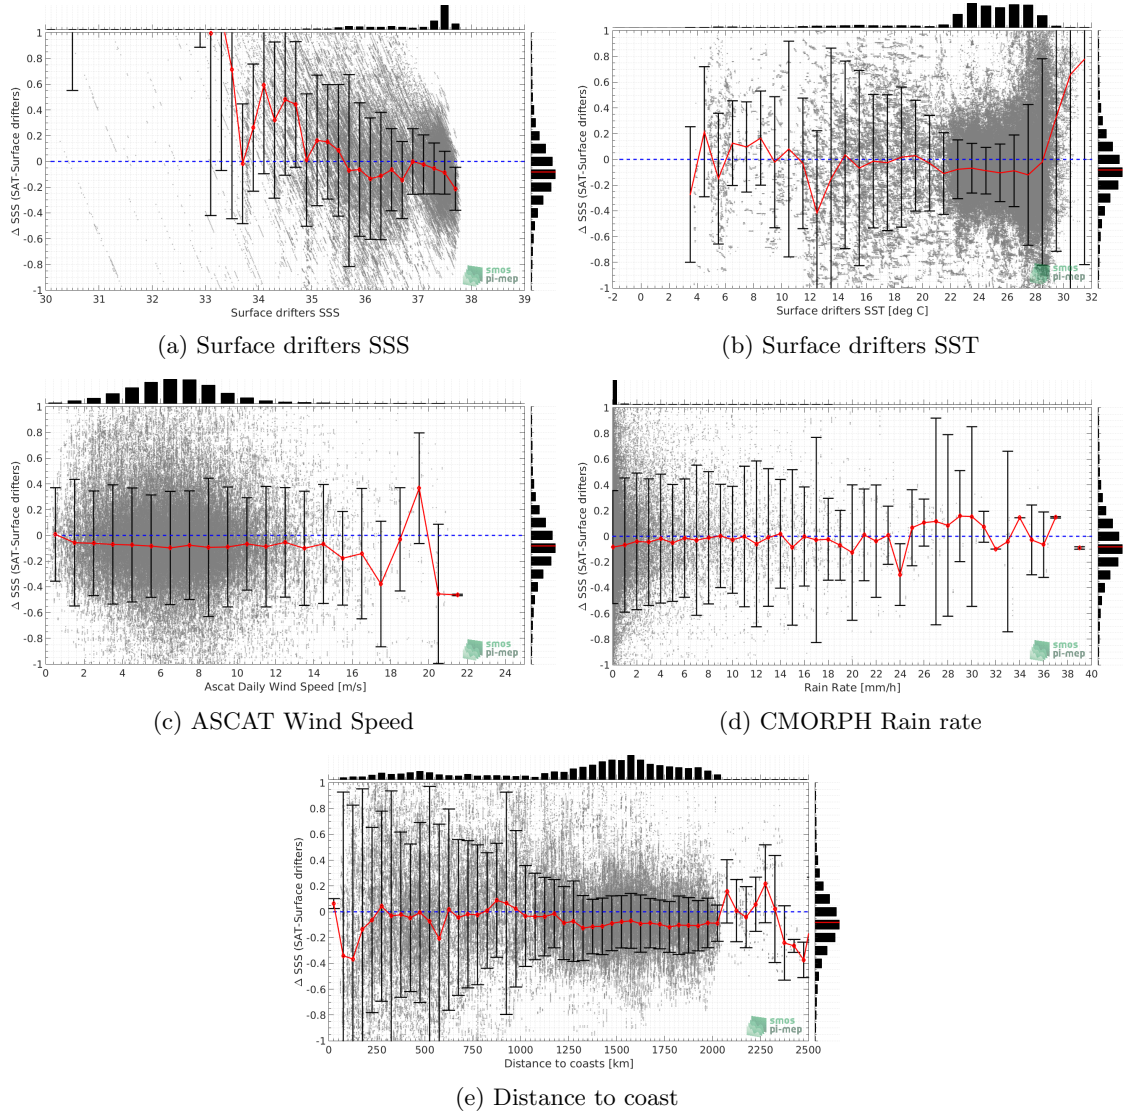 1
0.8
0.6
0.4
0.2
0
-0.2
-0.4
-0.6
-0.8
-1
Δ SSS (SAT-Surface drifters)
30 31 32 33 34 35 36 37 38 39
Surface drifters SSS
smos
pi-mep
(a) Surface drifters SSS
1
0.8
0.6
0.4
0.2
0
-0.2
-0.4
-0.6
-0.8
-1
Δ SSS (SAT-Surface drifters)
-2 0 2 4 6 8 10 12 14 16 18 20 22 24 26 28 30 32
Surface drifters SST [deg C]
smos
pi-mep
(b) Surface drifters SST
1
0.8
0.6
0.4
0.2
0
-0.2
-0.4
-0.6
-0.8
-1
Δ SSS (SAT-Surface drifters)
0 2 4 6 8 10 12 14 16 18 20 22 24
Ascat Daily Wind Speed [m/s]
smos
pi-mep
(c) ASCAT Wind Speed
1
0.8
0.6
0.4
0.2
0
-0.2
-0.4
-0.6
-0.8
-1
Δ SSS (SAT-Surface drifters)
0 2 4 6 8 10 12 14 16 18 20 22 24 26 28 30 32 34 36 38 40
Rain Rate [mm/h]
smos
pi-mep
(d) CMORPH Rain rate
1
0.8
0.6
0.4
0.2
0
-0.2
-0.4
-0.6
-0.8
-1
Δ SSS (SAT-Surface drifters)
0 250 500 750 1000 1250 1500 1750 2000 2250 2500
Distance to coasts [km]
smos
pi-mep
(e) Distance to coast